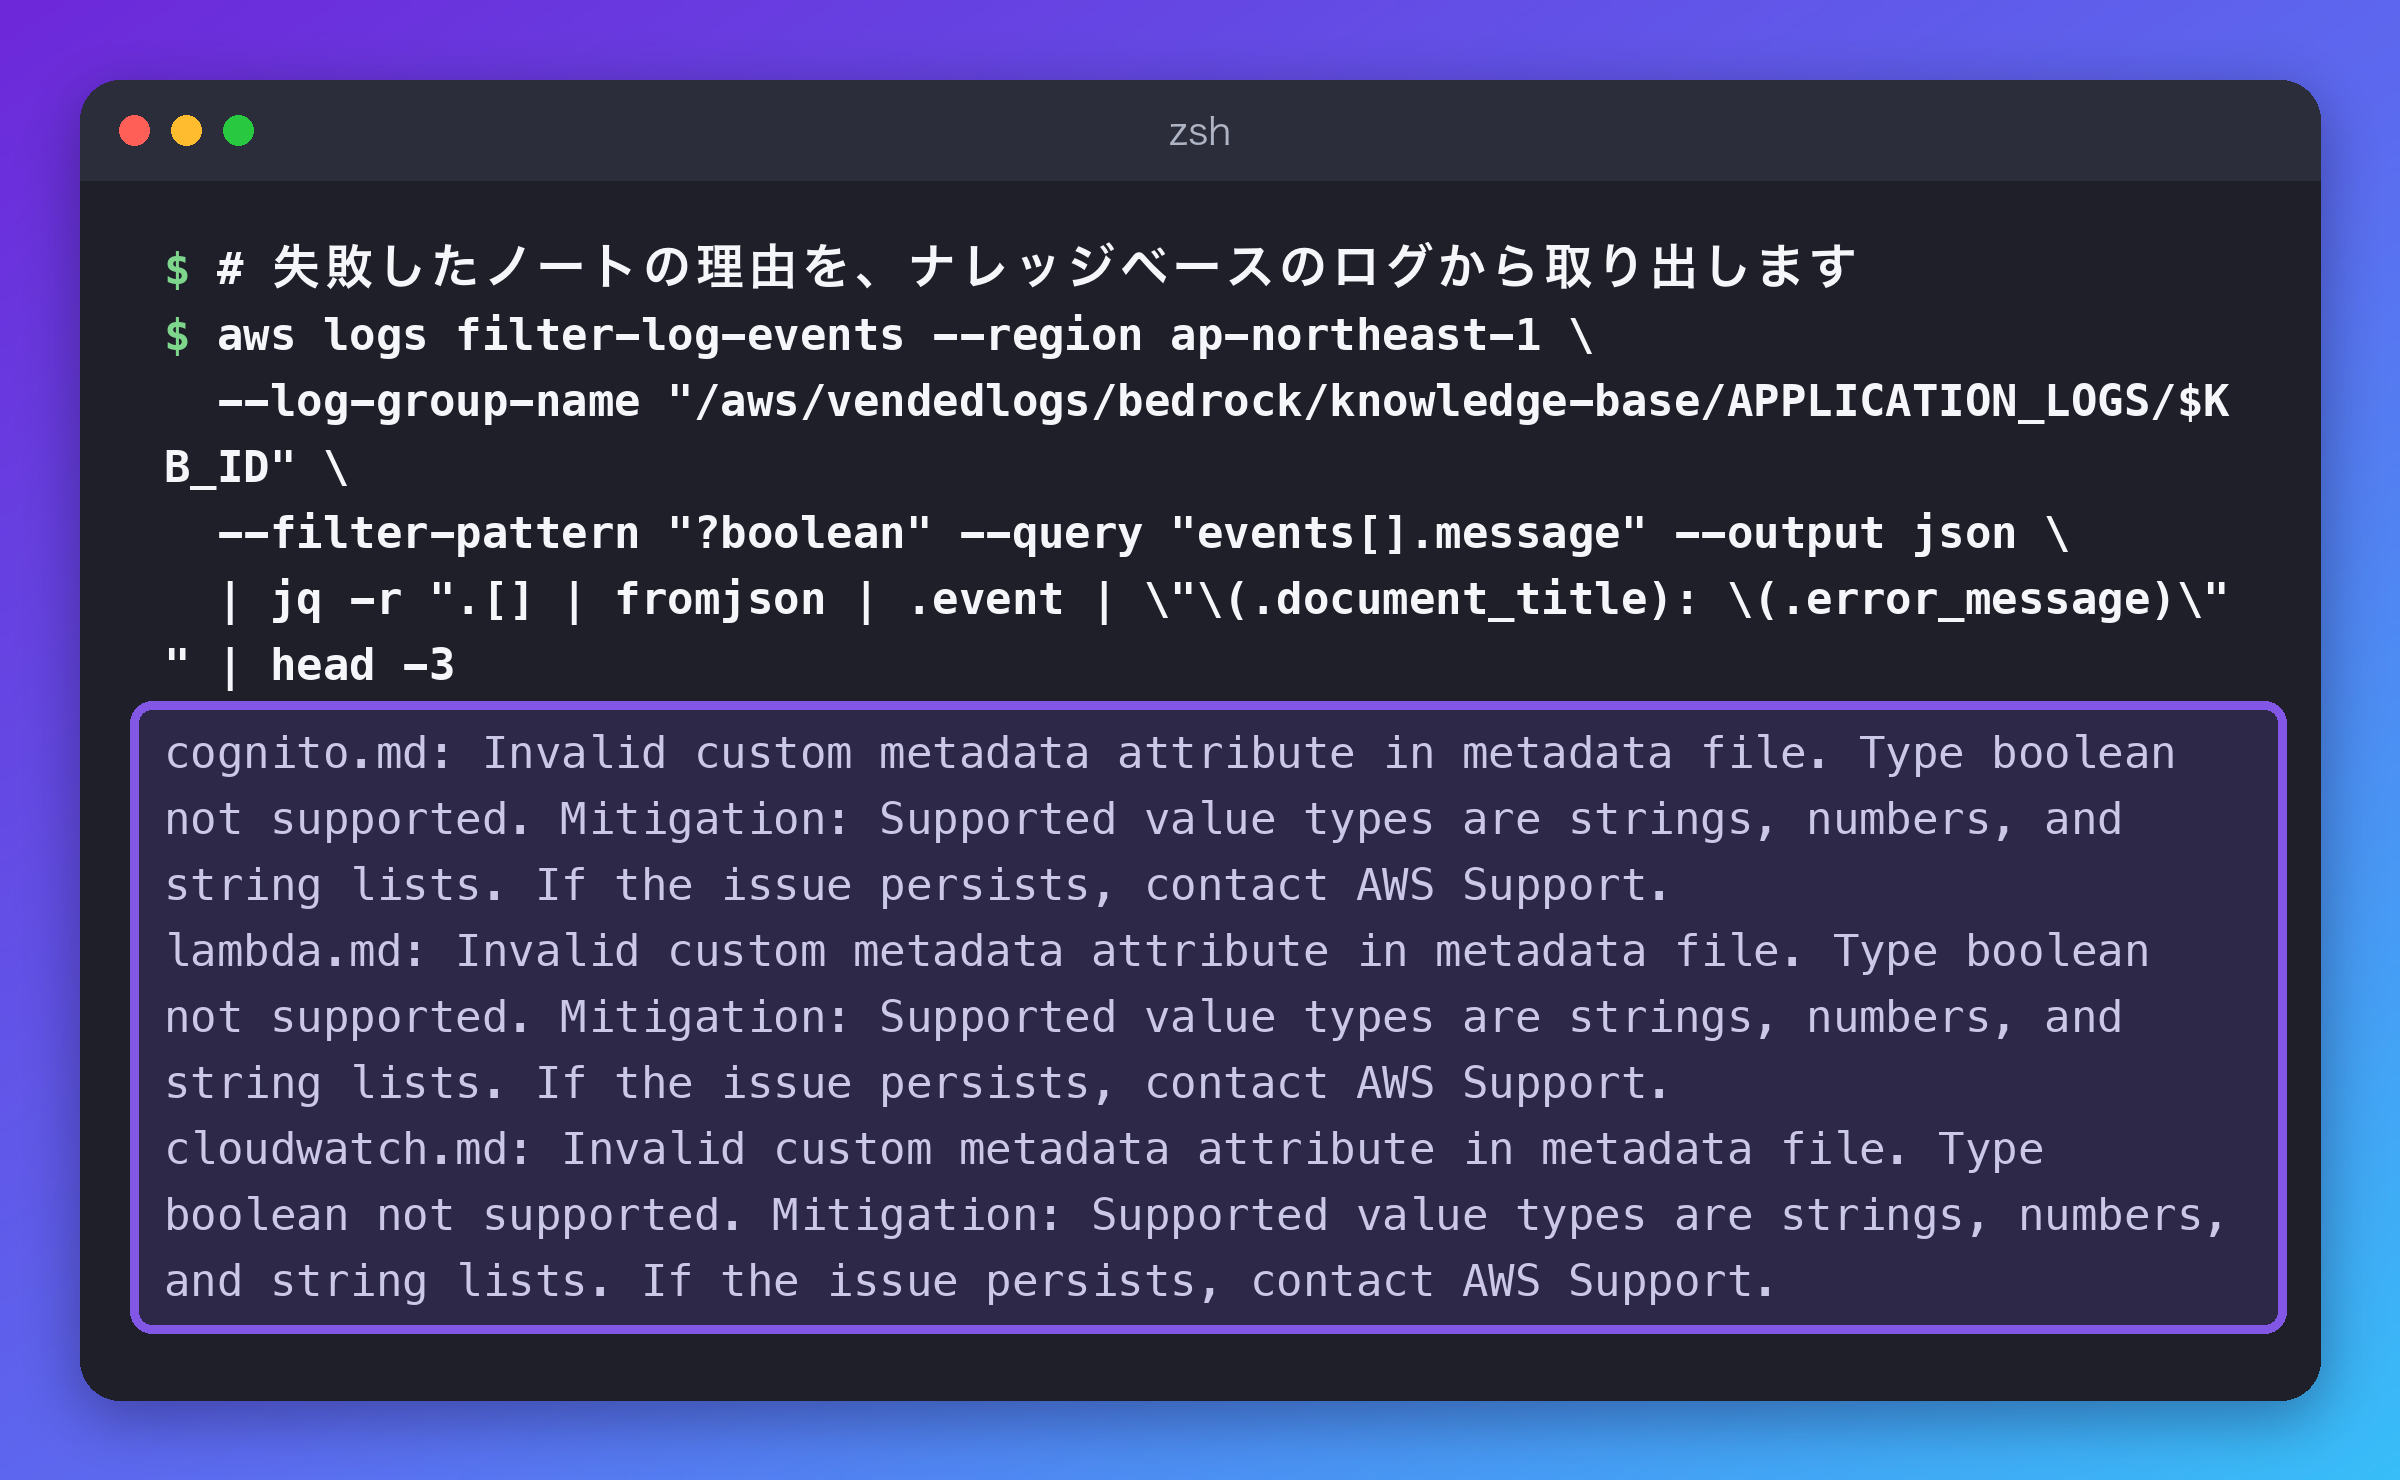 zsh
$ # 失敗したノートの理由を、ナレッジベースのログから取り出します
$ aws logs filter-log-events --region ap-northeast-1 \
--log-group-name "/aws/vendedlogs/bedrock/knowledge-base/APPLICATION_LOGS/$K
B_ID" \
--filter-pattern "?boolean" --query "events[].message" --output json \
| jq -r ".[] | fromjson | .event | \"\(.document_title): \(.error_message)\"
" | head -3
cognito.md: Invalid custom metadata attribute in metadata file. Type boolean
not supported. Mitigation: Supported value types are strings, numbers, and
string lists. If the issue persists, contact AWS Support.
lambda.md: Invalid custom metadata attribute in metadata file. Type boolean
not supported. Mitigation: Supported value types are strings, numbers, and
string lists. If the issue persists, contact AWS Support.
cloudwatch.md: Invalid custom metadata attribute in metadata file. Type
boolean not supported. Mitigation: Supported value types are strings, numbers,
and string lists. If the issue persists, contact AWS Support.